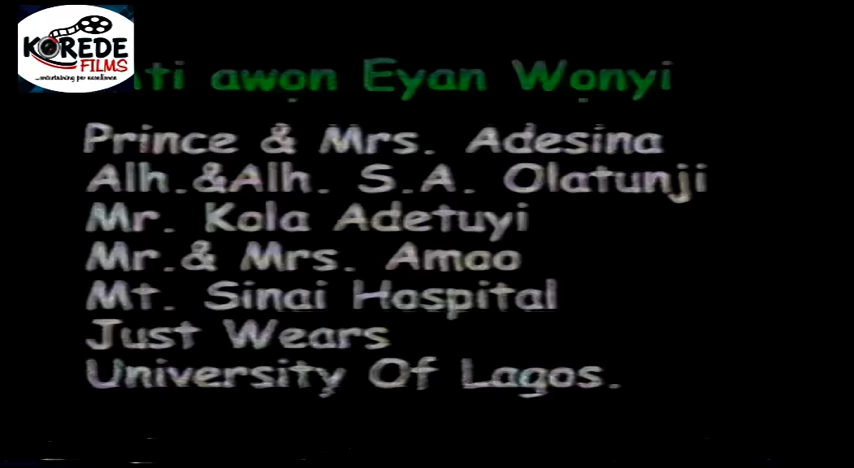 KOREDE
FILMS
...entertaining per excellence
ati awọn Eyan Wọnyi
Prince & Mrs. Adesina
Alh.&Alh. S.A. Olatunji
Mr. Kola Adetuyi
Mr.& Mrs. Amao
Mt. Sinai Hospital
Just Wears
University Of Lagos.